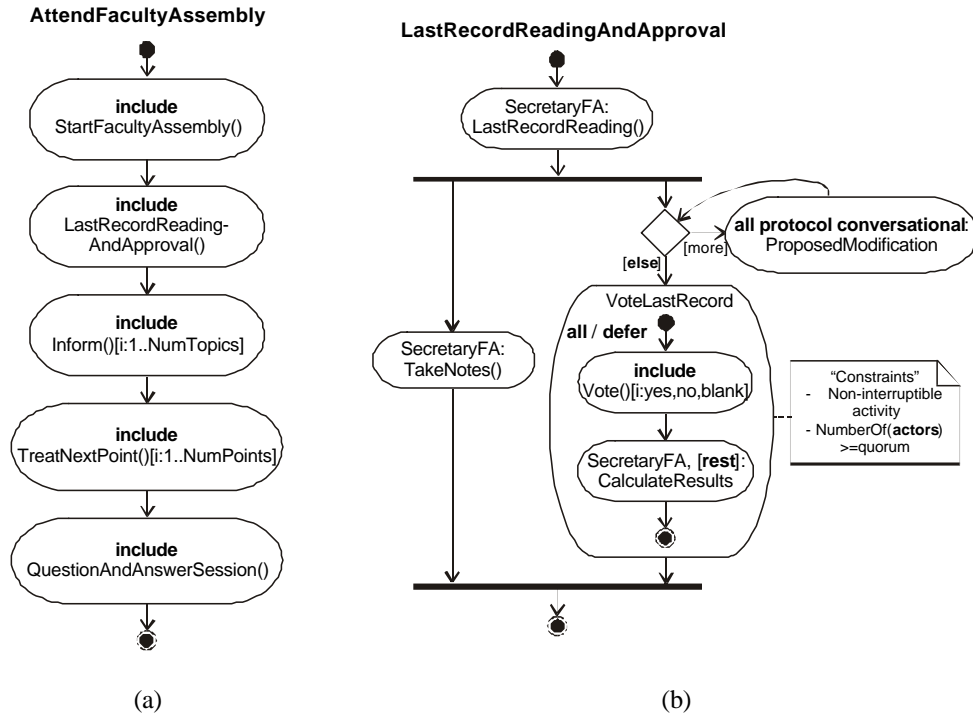 AttendFacultyAssembly
include
StartFacultyAssembly()
include
LastRecordReading-
AndApproval()
include
Inform()[i:1..NumTopics]
include
TreatNextPoint()[i:1..NumPoints]
include
QuestionAndAnswerSession()
(a)
LastRecordReadingAndApproval
SecretaryFA:
LastRecordReading()
all protocol conversational:
ProposedModification
[more]
[else]
SecretaryFA:
TakeNotes()
VoteLastRecord
all / defer
include
Vote()[i:yes,no,blank]
SecretaryFA, [rest]:
CalculateResults
“Constraints”
- Non-interruptible
activity
- NumberOf(actors)
>=quorum
(b)